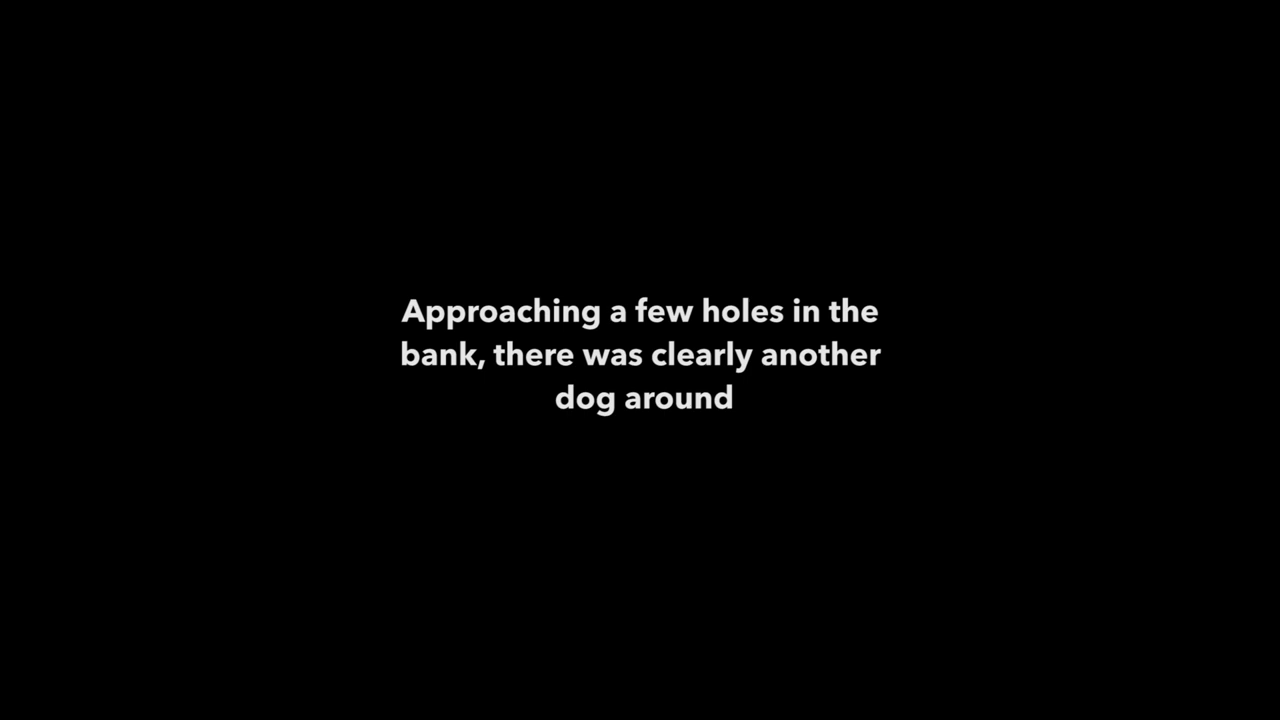 Approaching a few holes in the
bank, there was clearly another
dog around